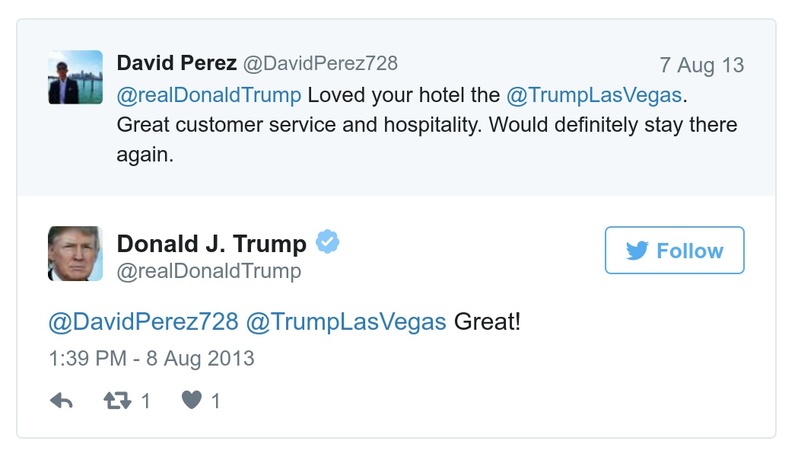 David Perez @DavidPerez728 7 Aug 13
@realDonaldTrump Loved your hotel the @TrumpLasVegas.
Great customer service and hospitality. Would definitely stay there
again.
Donald J. Trump
@realDonaldTrump
Follow
@DavidPerez728 @TrumpLasVegas Great!
1:39 PM - 8 Aug 2013
1 1